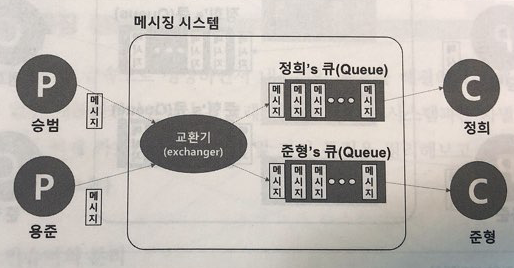 메시징 시스템
정희's 큐(Queue)
P
메시지
메시지
메시지
메시지
메시지
C
승범
교환기
(exchanger)
정희
준형's 큐(Queue)
P
메시지
메시지
메시지
메시지
메시지
C
용준
준형